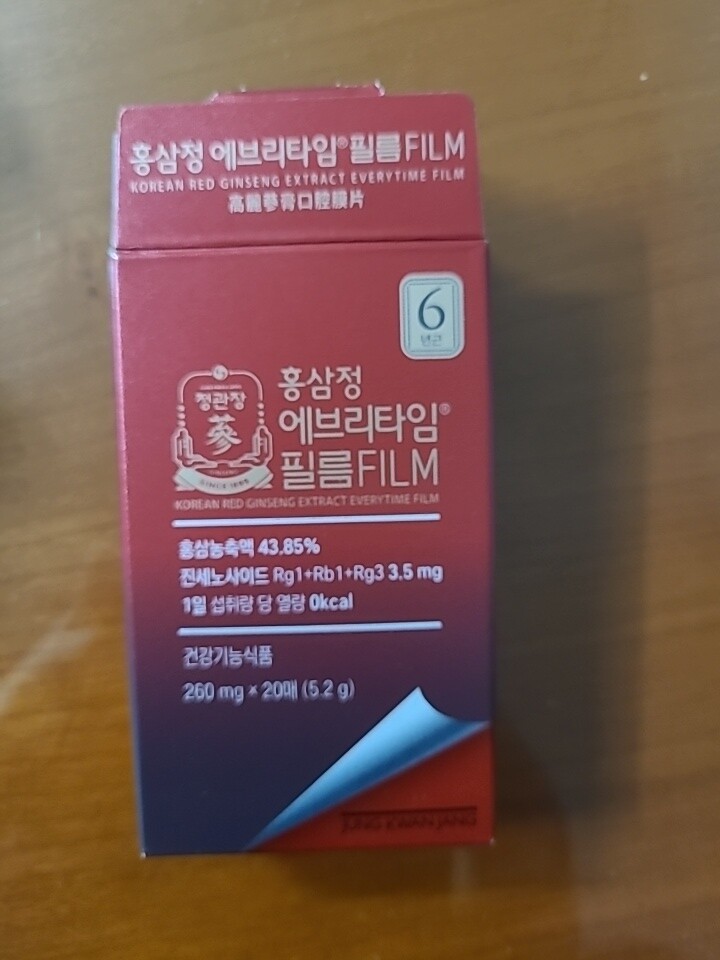 홍삼정 에브리타임® 필름FILM
KOREAN RED GINSENG EXTRACT EVERYTIME FILM
高麗蔘膏口腔膜片
6
년근
정관장
蔘
SINCE 1899
홍삼정
에브리타임®
필름FILM
KOREAN RED GINSENG EXTRACT EVERYTIME FILM
홍삼농축액 43.85%
진세노사이드 Rg1+Rb1+Rg3 3.5 mg
1일 섭취량 당 열량 0kcal
건강기능식품
260 mg × 20매 (5.2 g)
JUNG KWAN JANG